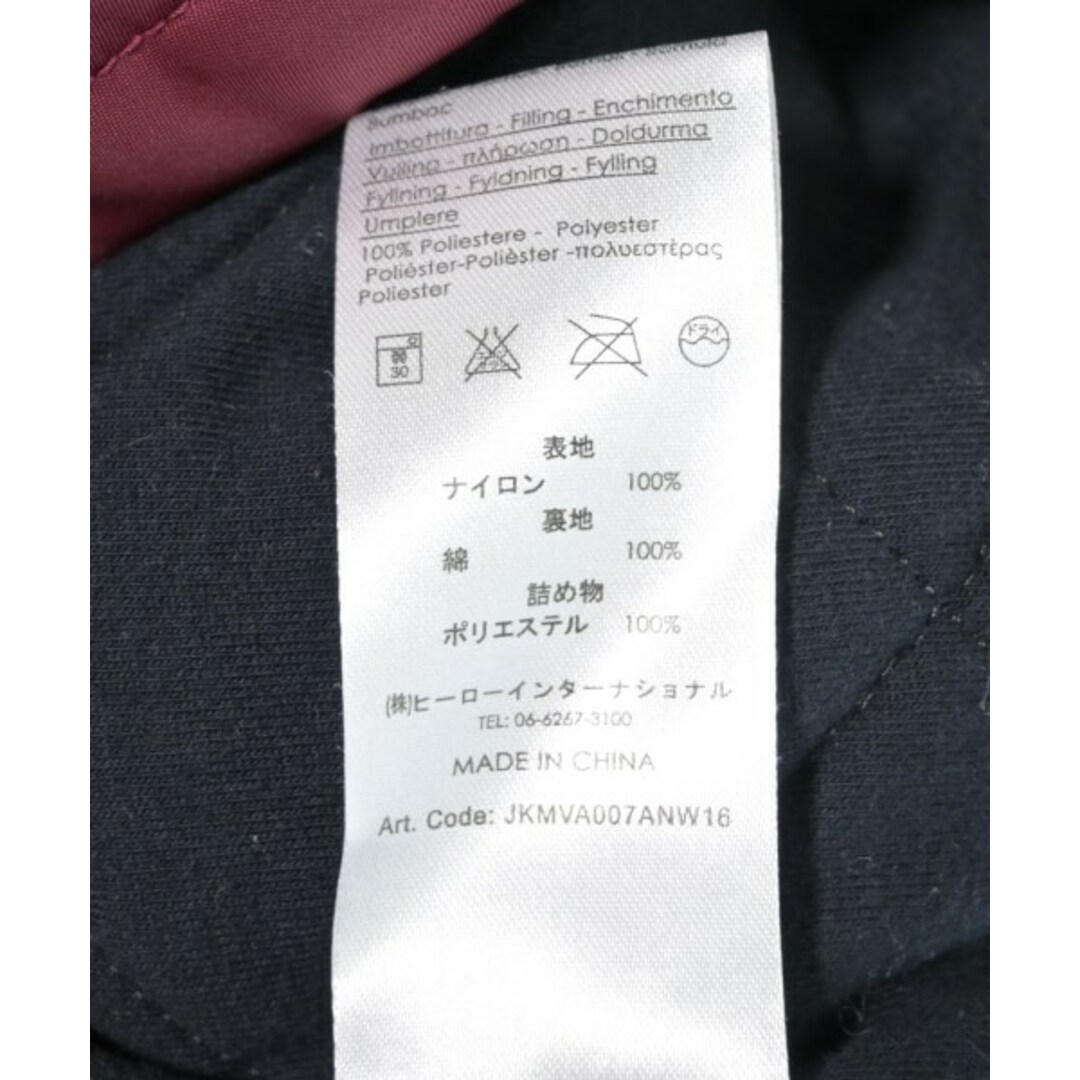 Bumbac
Imbottitura - Filling - Enchimento
Vulling - πλήρωση - Doldurma
Fyllning - Fyldning - Fylling
Umplere
100% Poliestere - Polyester
Poliéster-Polièster -πολυεστέρας
Poliester
30
ドライ
表地
ナイロン 100%
裏地
綿 100%
詰め物
ポリエステル 100%
(株)ヒーローインターナショナル
TEL: 06-6267-3100
MADE IN CHINA
Art. Code: JKMVA007ANW16